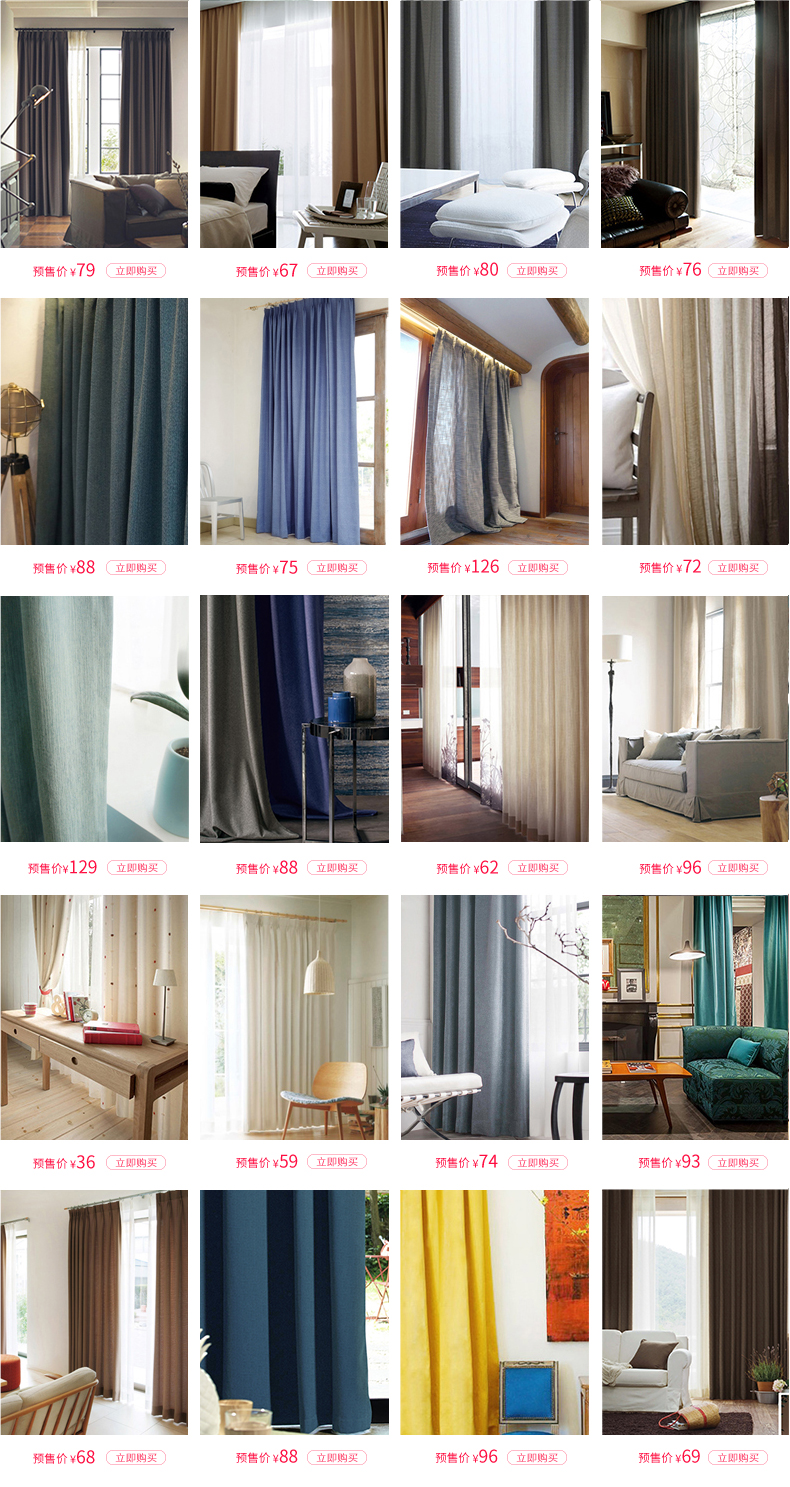 预售价 ¥79 立即购买
预售价 ¥67 立即购买
预售价 ¥80 立即购买
预售价 ¥76 立即购买
预售价 ¥88 立即购买
预售价 ¥75 立即购买
预售价 ¥126 立即购买
预售价 ¥72 立即购买
预售价¥129 立即购买
预售价 ¥88 立即购买
预售价 ¥62 立即购买
预售价 ¥96 立即购买
预售价 ¥36 立即购买
预售价 ¥59 立即购买
预售价 ¥74 立即购买
预售价 ¥93 立即购买
预售价 ¥68 立即购买
预售价 ¥88 立即购买
预售价 ¥96 立即购买
预售价 ¥69 立即购买